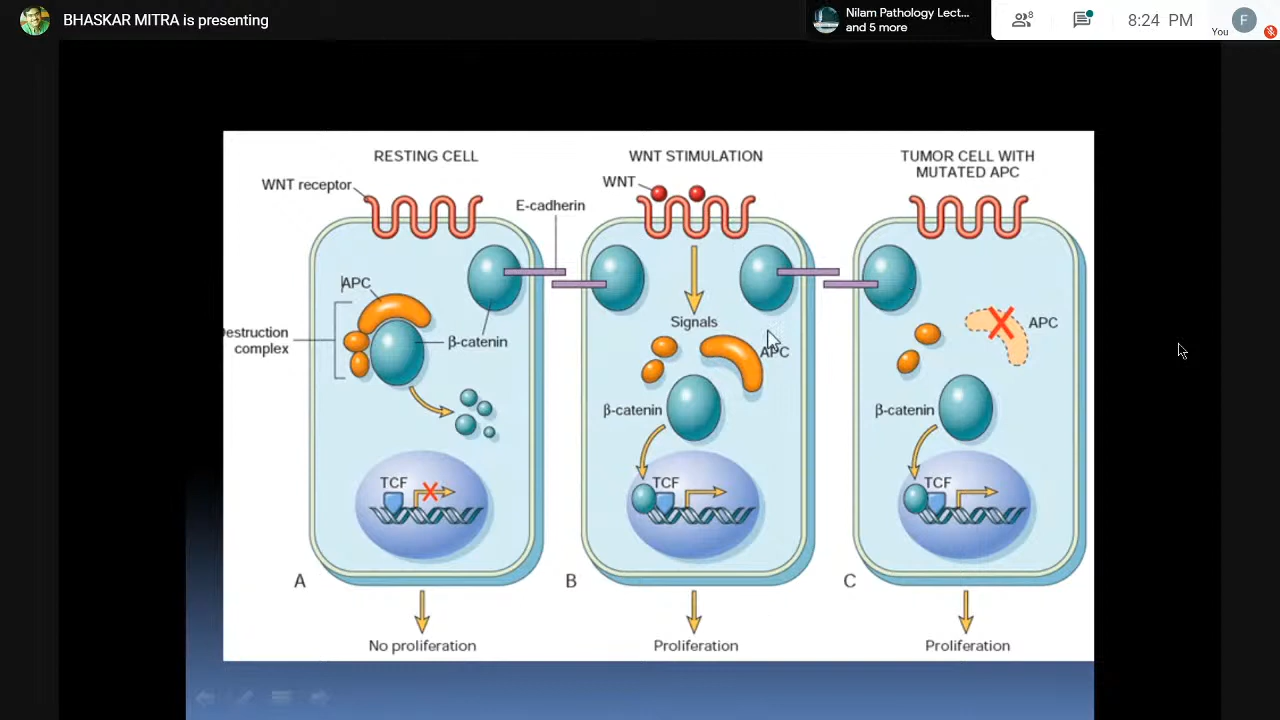 BHASKAR MITRA is presenting
Nilam Pathology Lect...
and 5 more
8
8:24 PM
You
F
RESTING CELL
WNT STIMULATION
TUMOR CELL WITH
MUTATED APC
WNT receptor
WNT
E-cadherin
APC
estruction
complex
β-catenin
Signals
APC
APC
β-catenin
β-catenin
TCF
TCF
TCF
A
B
C
No proliferation
Proliferation
Proliferation